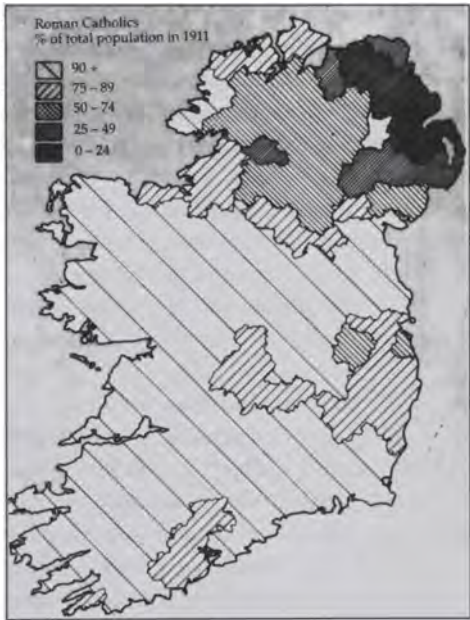 Roman Catholics
% of total population in 1911
90 +
75 – 89
50 – 74
25 – 49
0 – 24